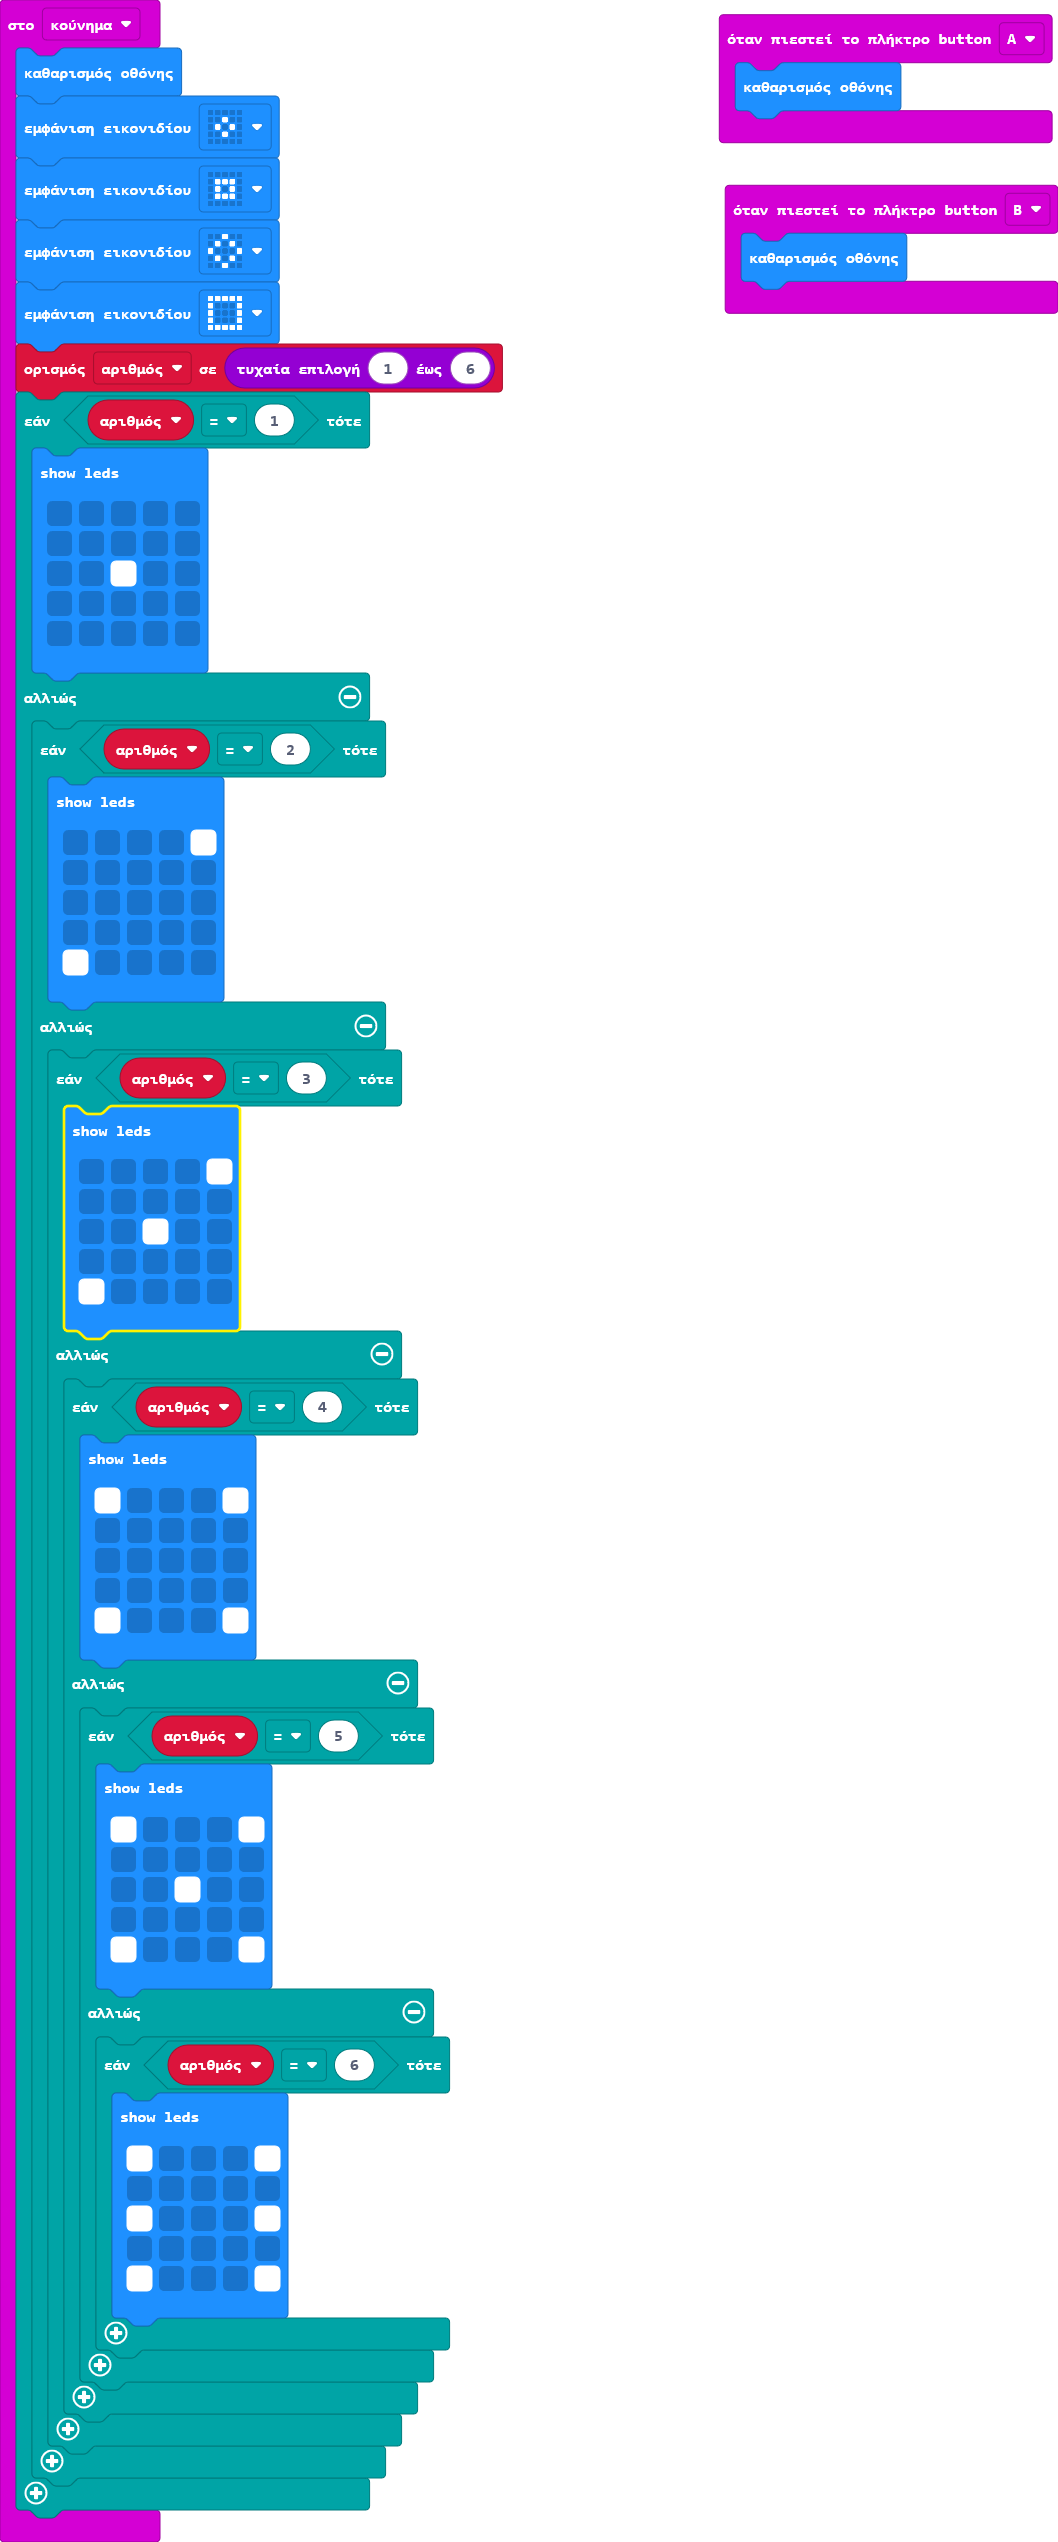 στο κούνημα
καθαρισμός οθόνης
εμφάνιση εικονιδίου
εμφάνιση εικονιδίου
εμφάνιση εικονιδίου
εμφάνιση εικονιδίου
ορισμός αριθμός σε τυχαία επιλογή 1 έως 6
εάν αριθμός = 1 τότε
show leds
αλλιώς
εάν αριθμός = 2 τότε
show leds
αλλιώς
εάν αριθμός = 3 τότε
show leds
αλλιώς
εάν αριθμός = 4 τότε
show leds
αλλιώς
εάν αριθμός = 5 τότε
show leds
αλλιώς
εάν αριθμός = 6 τότε
show leds
όταν πιεστεί το πλήκτρο button A
καθαρισμός οθόνης
όταν πιεστεί το πλήκτρο button B
καθαρισμός οθόνης